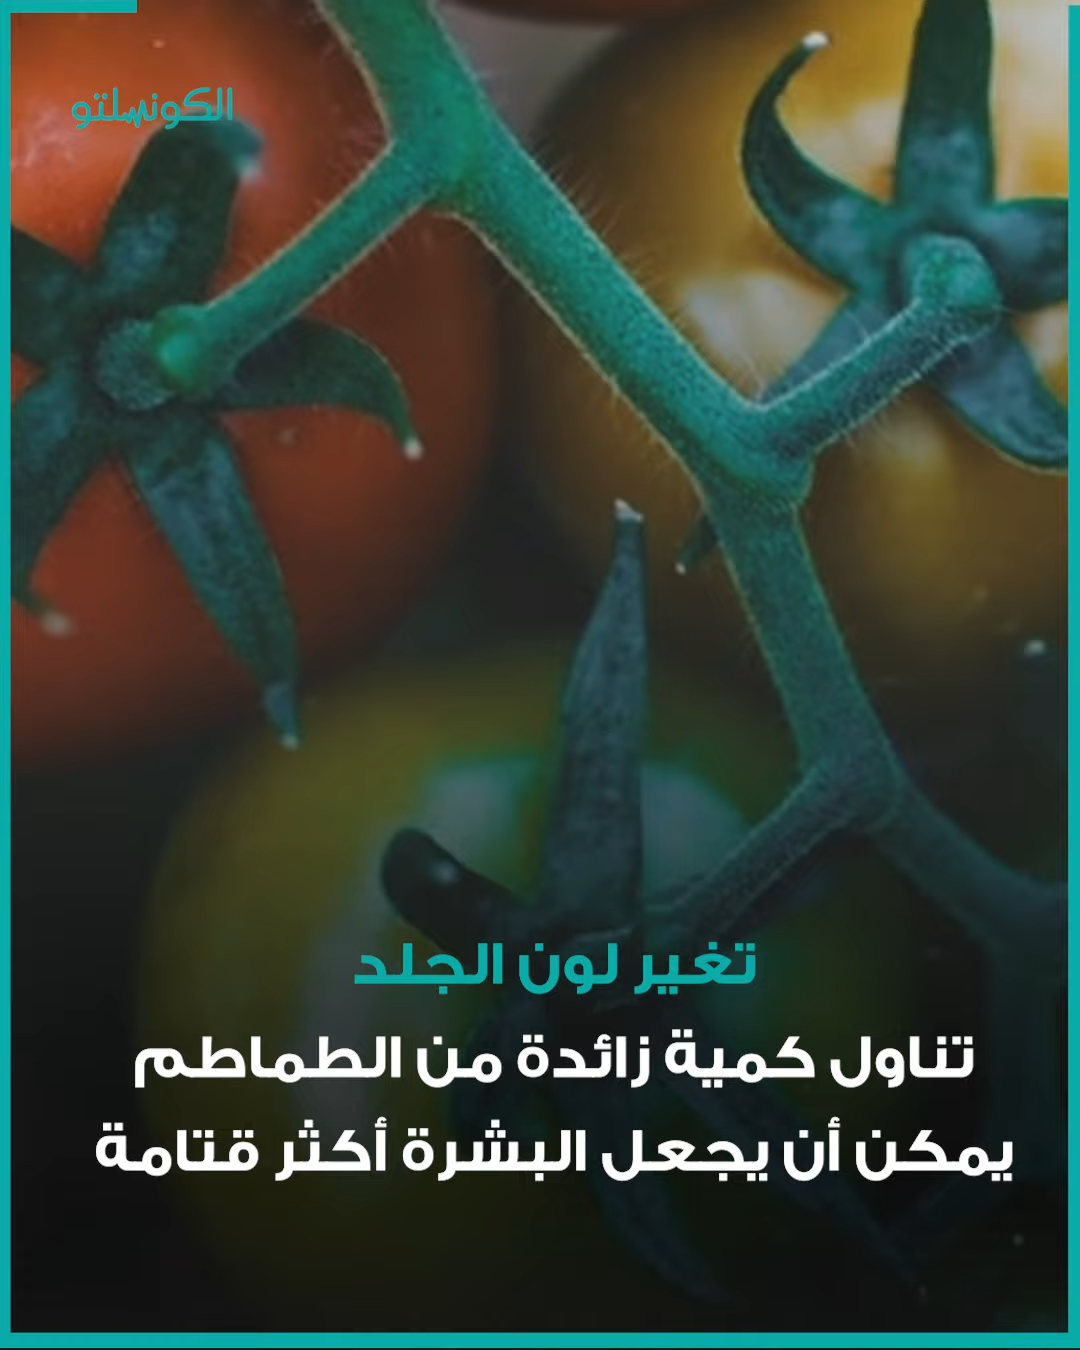 الكونسلتو
تغير لون الجلد
تناول كمية زائدة من الطماطم
يمكن أن يجعل البشرة أكثر قتامة